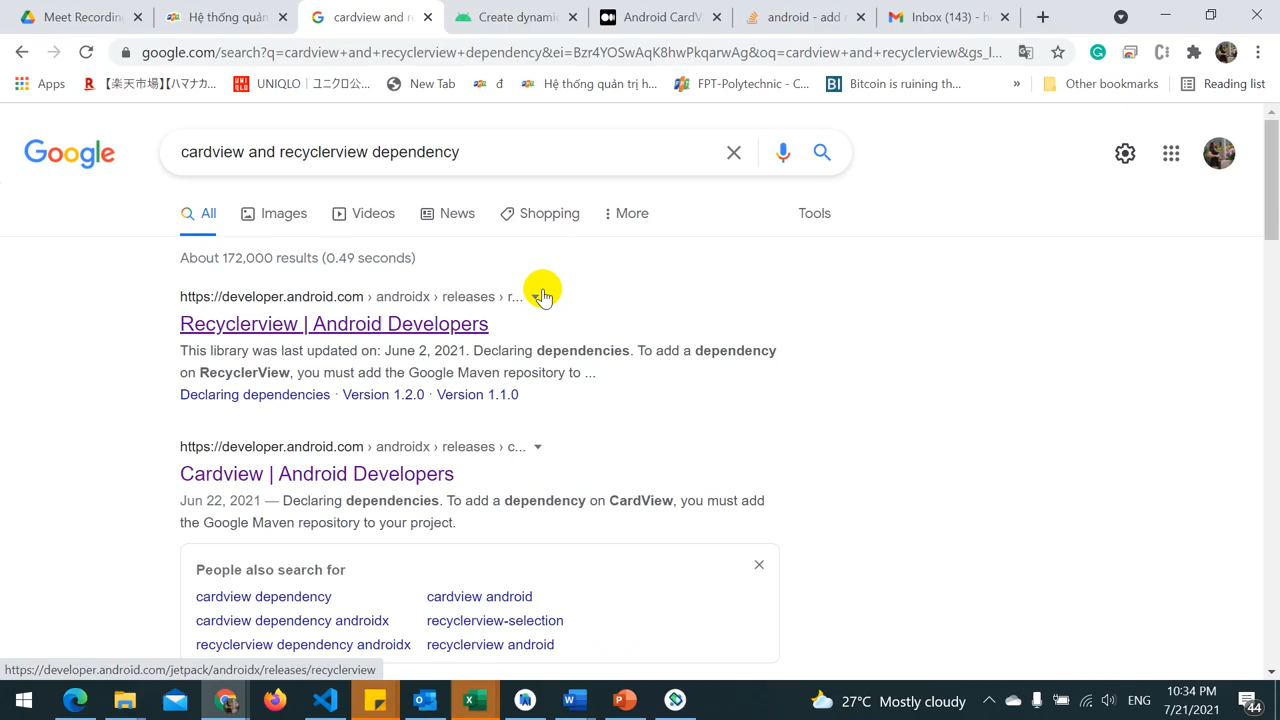 Meet Recordin
Hệ thống quản
cardview and r
Create dynami
Android CardV
android - add r
Inbox (143) - h
google.com/search?q=cardview+and+recyclerview+dependency&ei=Bzr4YOSwAqK8hwPkqarwAg&oq=cardview+and+recyclerview&gs_l...
Apps
【楽天市場】【ハマナカ...
UNIQLO | ユニクロ公...
New Tab
đ
Hệ thống quản trị h...
FPT-Polytechnic - C...
Bitcoin is ruining th...
»
Other bookmarks
Reading list
Google
cardview and recyclerview dependency
All
Images
Videos
News
Shopping
More
Tools
About 172,000 results (0.49 seconds)
https://developer.android.com › androidx › releases › r...
Recyclerview | Android Developers
This library was last updated on: June 2, 2021. Declaring dependencies. To add a dependency
on RecyclerView, you must add the Google Maven repository to ...
Declaring dependencies · Version 1.2.0 · Version 1.1.0
https://developer.android.com › androidx › releases › c...
Cardview | Android Developers
Jun 22, 2021 — Declaring dependencies. To add a dependency on CardView, you must add
the Google Maven repository to your project.
People also search for
cardview dependency
cardview android
cardview dependency androidx
recyclerview-selection
recyclerview dependency androidx
recyclerview android
https://developer.android.com/jetpack/androidx/releases/recyclerview
27°C Mostly cloudy
ENG
10:34 PM
7/21/2021
44